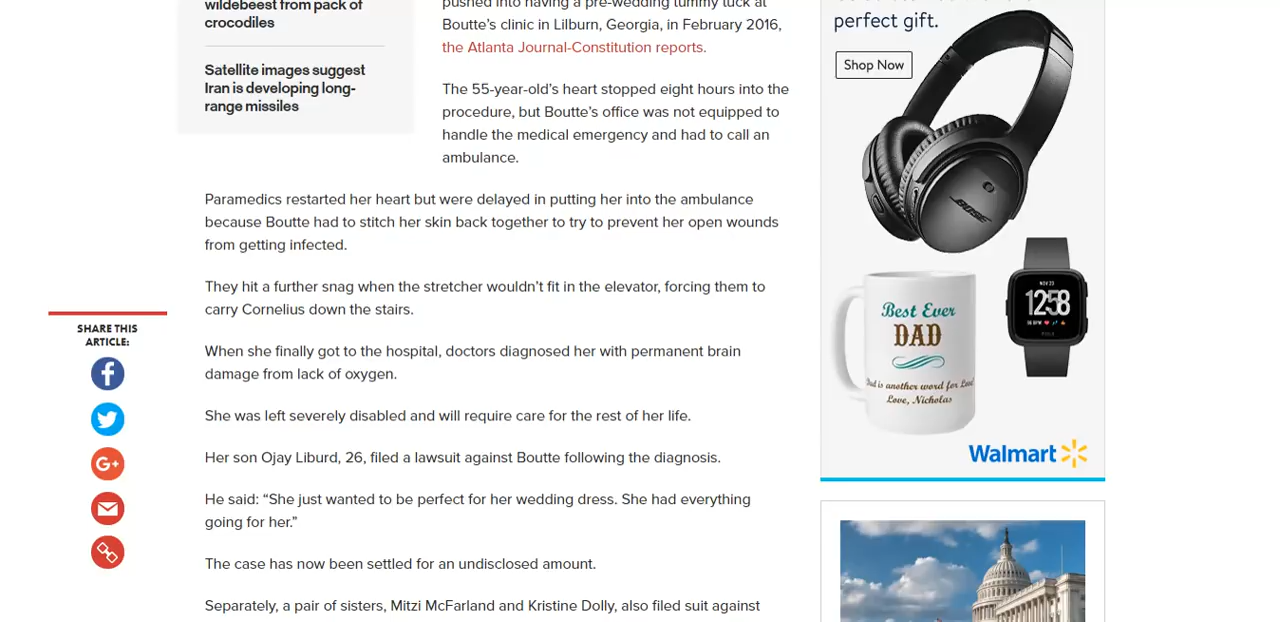 wildebeest from pack of
crocodiles
Satellite images suggest
Iran is developing long-
range missiles
pushed into having a pre-wedding tummy tuck at
Boutte's clinic in Lilburn, Georgia, in February 2016,
the Atlanta Journal-Constitution reports.
The 55-year-old's heart stopped eight hours into the
procedure, but Boutte's office was not equipped to
handle the medical emergency and had to call an
ambulance.
Paramedics restarted her heart but were delayed in putting her into the ambulance
because Boutte had to stitch her skin back together to try to prevent her open wounds
from getting infected.
They hit a further snag when the stretcher wouldn't fit in the elevator, forcing them to
carry Cornelius down the stairs.
When she finally got to the hospital, doctors diagnosed her with permanent brain
damage from lack of oxygen.
She was left severely disabled and will require care for the rest of her life.
Her son Ojay Liburd, 26, filed a lawsuit against Boutte following the diagnosis.
He said: “She just wanted to be perfect for her wedding dress. She had everything
going for her.”
The case has now been settled for an undisclosed amount.
Separately, a pair of sisters, Mitzi McFarland and Kristine Dolly, also filed suit against
SHARE THIS
ARTICLE:
f
G+
perfect gift.
Shop Now
BOSE
Best Ever
DAD
Dad is another word for Love
Love, Nicholas
NOV 23
12:58
Walmart